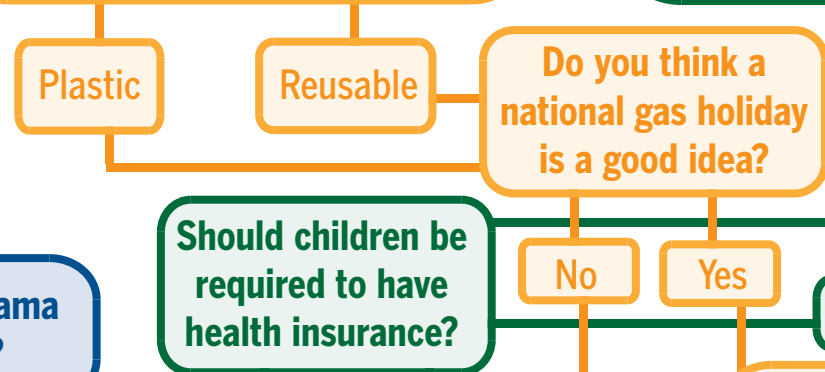 Plastic
Reusable
Do you think a
national gas holiday
is a good idea?
Should children be
required to have
health insurance?
No
Yes
ama
?